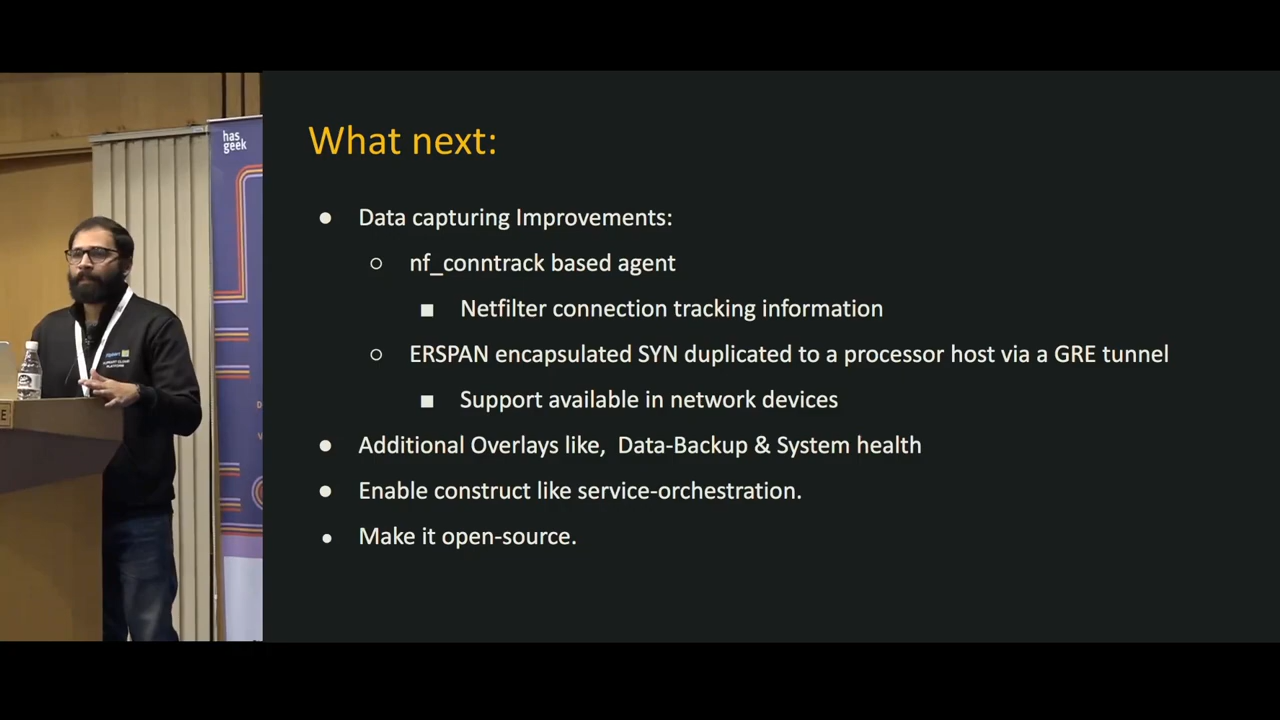 has
geek
What next:
● Data capturing Improvements:
○ nf_conntrack based agent
■ Netfilter connection tracking information
○ ERSPAN encapsulated SYN duplicated to a processor host via a GRE tunnel
■ Support available in network devices
● Additional Overlays like, Data-Backup & System health
● Enable construct like service-orchestration.
● Make it open-source.